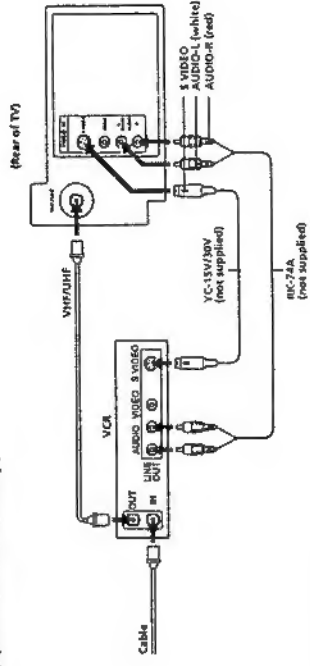 (Rear of TV)
VHF/UHF
S VIDEO
AUDIO-L (white)
AUDIO-R (red)
VCR
AUDIO VIDEO S VIDEO
LINE
OUT
OUT
IN
YC-15V/30V
(not supplied)
RK-74A
(not supplied)
Cable